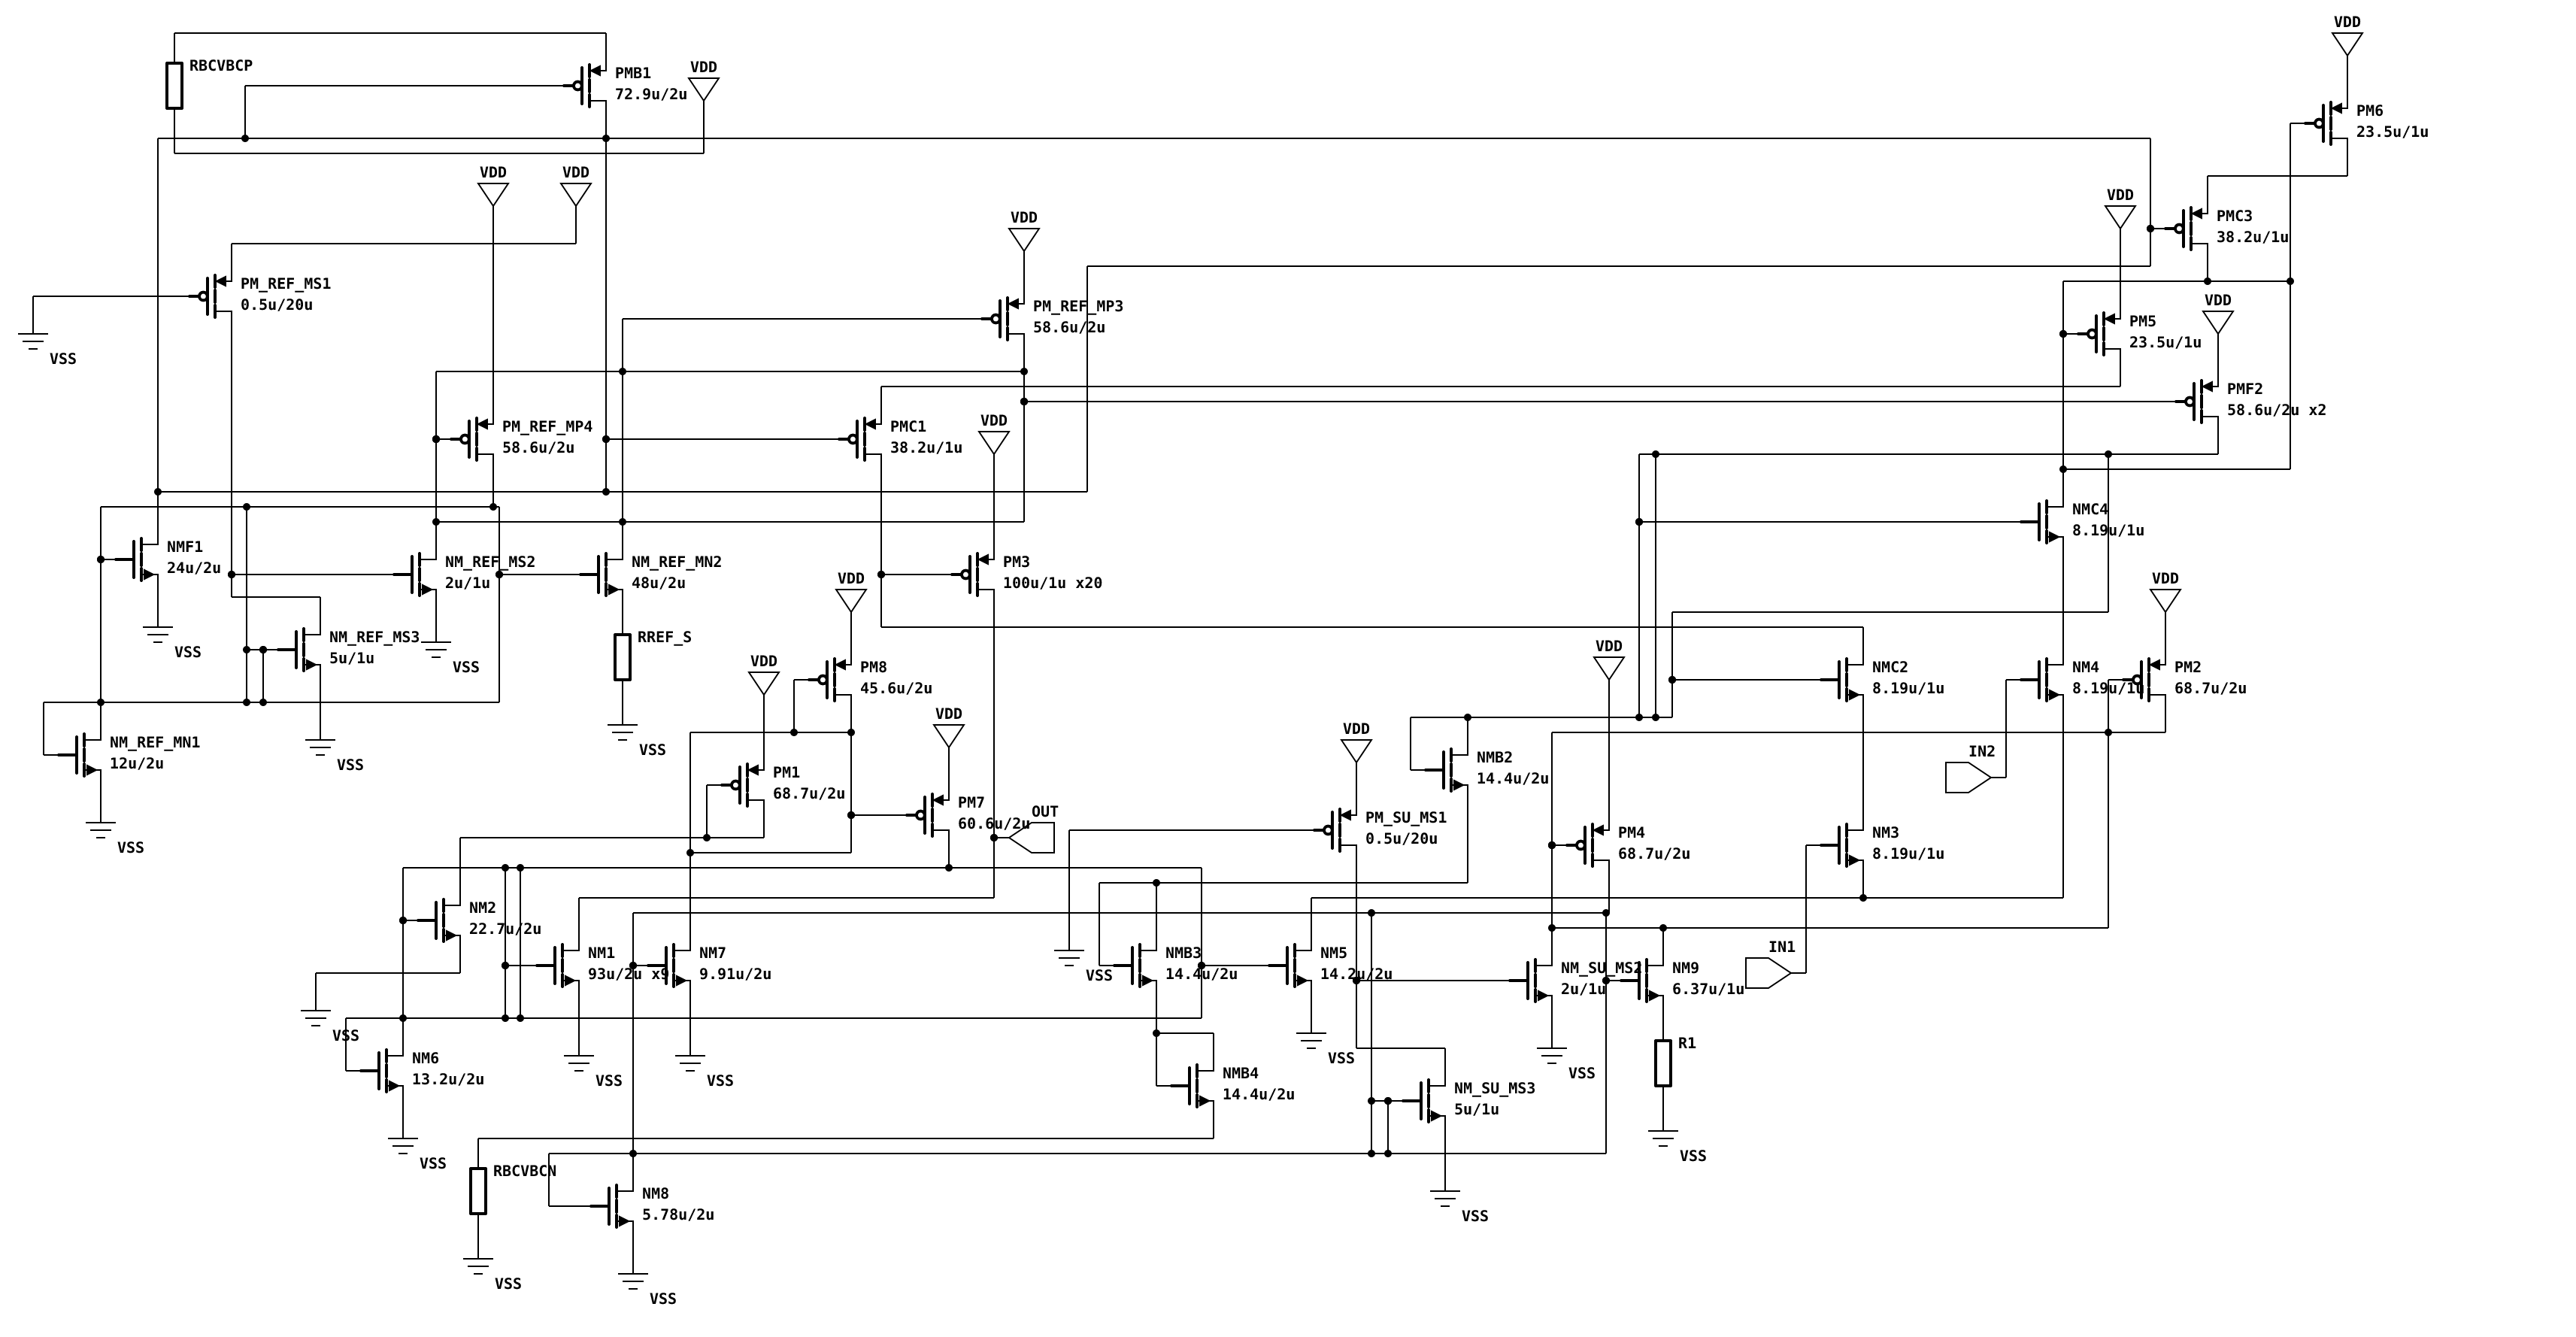 VDD
RBCVBCP
PMB1
72.9u/2u
VDD
PM6
23.5u/1u
VDD
VDD
VDD
VDD
PMC3
38.2u/1u
PM_REF_MS1
0.5u/20u
VSS
PM_REF_MP3
58.6u/2u
VDD
PM5
23.5u/1u
PMF2
58.6u/2u x2
PM_REF_MP4
58.6u/2u
PMC1
38.2u/1u
VDD
NMC4
8.19u/1u
NMF1
24u/2u
NM_REF_MS2
2u/1u
NM_REF_MN2
48u/2u
PM3
100u/1u x20
VDD
VDD
VSS
NM_REF_MS3
5u/1u
VSS
RREF_S
VDD
PM8
45.6u/2u
VDD
NMC2
8.19u/1u
NM4
8.19u/1u
PM2
68.7u/2u
VDD
VDD
NM_REF_MN1
12u/2u
VSS
VSS
NMB2
14.4u/2u
IN2
PM1
68.7u/2u
PM7
60.6u/2u
OUT
PM_SU_MS1
0.5u/20u
PM4
68.7u/2u
NM3
8.19u/1u
VSS
NM2
22.7u/2u
NM1
93u/2u x9
NM7
9.91u/2u
VSS
NMB3
14.4u/2u
NM5
14.2u/2u
NM_SU_MS2
2u/1u
NM9
6.37u/1u
IN1
VSS
NM6
13.2u/2u
VSS
VSS
VSS
R1
VSS
NMB4
14.4u/2u
NM_SU_MS3
5u/1u
VSS
VSS
RBCVBCN
NM8
5.78u/2u
VSS
VSS
VSS